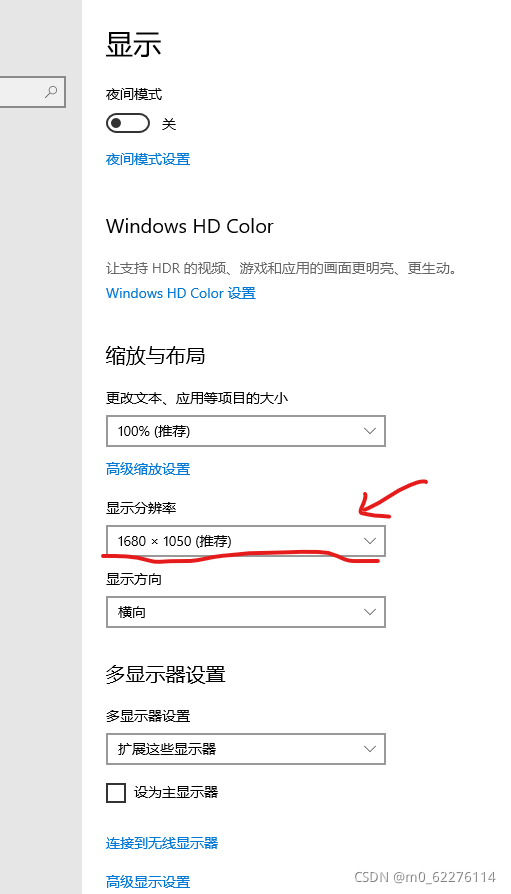 显示
夜间模式
关
夜间模式设置
Windows HD Color
让支持 HDR 的视频、游戏和应用的画面更明亮、更生动。
Windows HD Color 设置
缩放与布局
更改文本、应用等项目的大小
100% (推荐)
高级缩放设置
显示分辨率
1680 × 1050 (推荐)
显示方向
横向
多显示器设置
多显示器设置
扩展这些显示器
设为主显示器
连接到无线显示器
高级显示设置
CSDN @m0_62276114